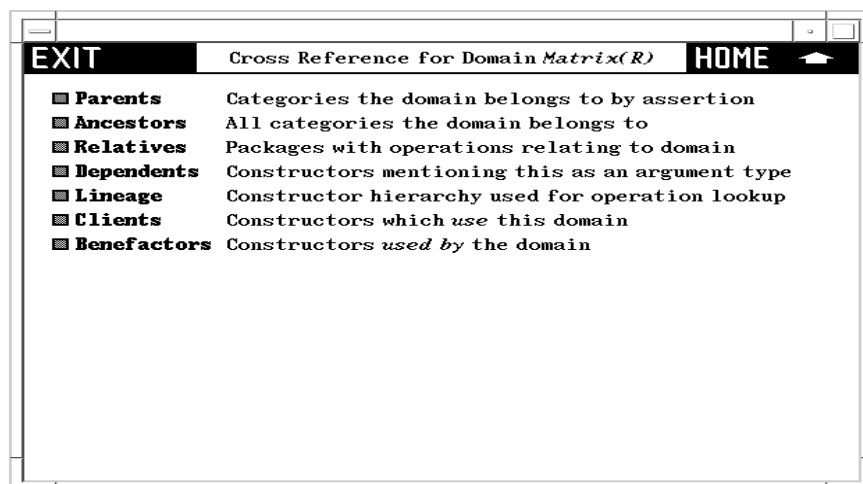 EXIT Cross Reference for Domain Matrix(R) HOME
Parents Categories the domain belongs to by assertion
Ancestors All categories the domain belongs to
Relatives Packages with operations relating to domain
Dependents Constructors mentioning this as an argument type
Lineage Constructor hierarchy used for operation lookup
Clients Constructors which use this domain
Benefactors Constructors used by the domain